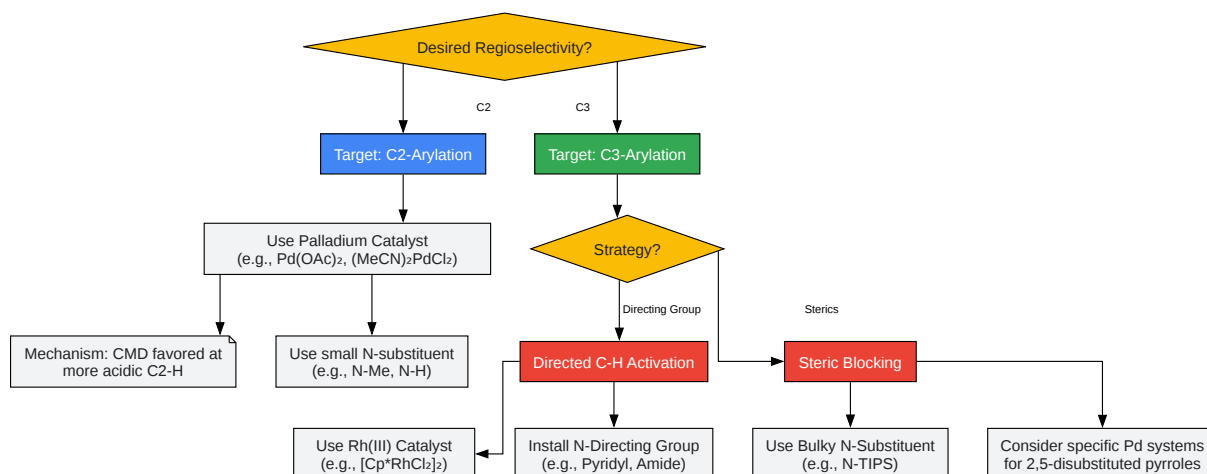 Desired Regioselectivity?
C2
C3
Target: C2-Arylation
Target: C3-Arylation
Use Palladium Catalyst
(e.g., Pd(OAc)₂, (MeCN)₂PdCl₂)
Strategy?
Directing Group
Sterics
Mechanism: CMD favored at
more acidic C2-H
Use small N-substituent
(e.g., N-Me, N-H)
Directed C-H Activation
Steric Blocking
Use Rh(III) Catalyst
(e.g., [Cp*RhCl₂]₂)
Install N-Directing Group
(e.g., Pyridyl, Amide)
Use Bulky N-Substituent
(e.g., N-TIPS)
Consider specific Pd systems
for 2,5-disubstituted pyrroles